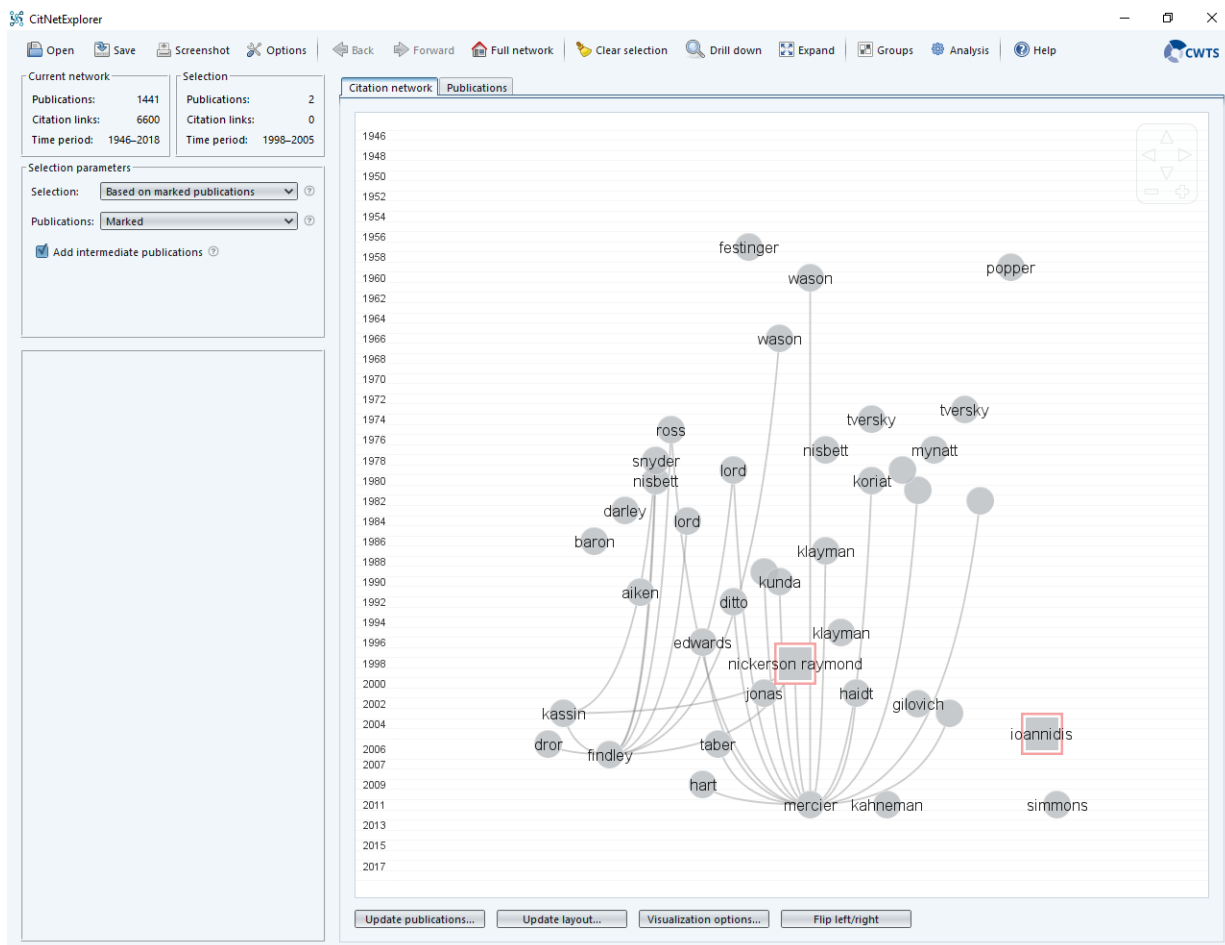 CitNetExplorer
Open Save Screenshot Options Back Forward Full network Clear selection Drill down Expand Groups Analysis Help CWTS
Current network
Publications: 1441
Citation links: 6600
Time period: 1946–2018
Selection
Publications: 2
Citation links: 0
Time period: 1998–2005
Selection parameters
Selection: Based on marked publications
Publications: Marked
Add intermediate publications
Citation network Publications
1946
1948
1950
1952
1954
1956
festinger
1958
popper
1960
wason
1962
1964
1966
wason
1968
1970
1972
tversky
1974
tversky
ross
1976
nisbett
mynatt
1978
snyder
lord
1980
nisbett
koriat
1982
darley
1984
lord
1986
baron
klayman
1988
1990
kunda
aiken
1992
ditto
1994
klayman
1996
edwards
1998
nickerson raymond
2000
jonas
haidt
2002
gilovich
kassin
2004
ioannidis
dror
taber
2006
findley
2007
2009
hart
2011
mercier
kahneman
simmons
2013
2015
2017
Update publications... Update layout... Visualization options... Flip left/right